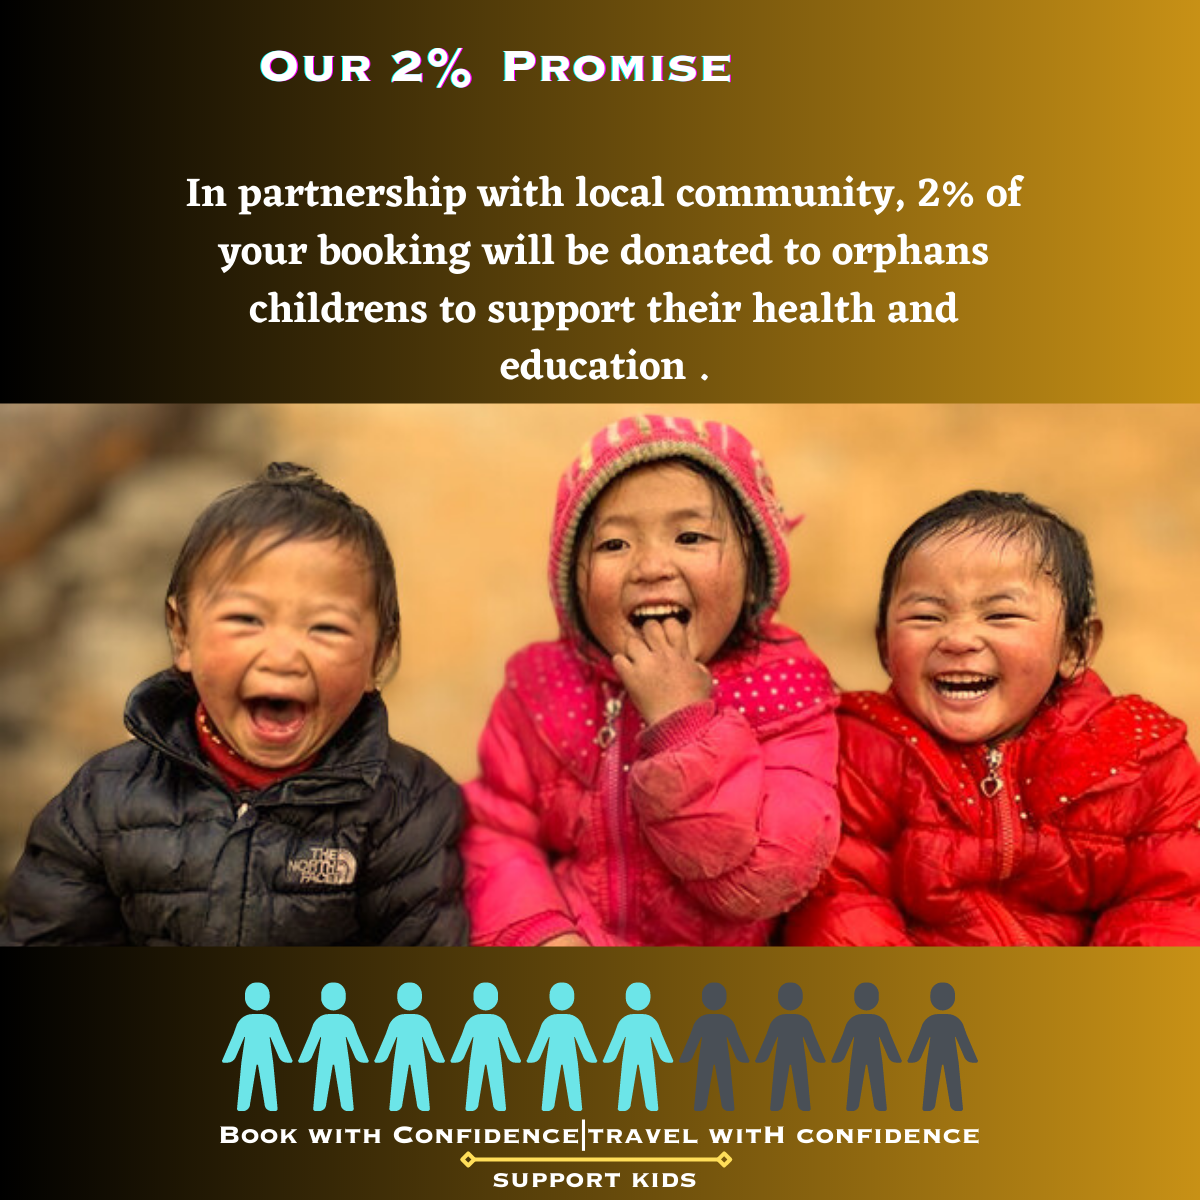 Our 2% Promise
In partnership with local community, 2% of
your booking will be donated to orphans
childrens to support their health and
education .
THE
NORTH
FACE
Book with Confidence|travel witH confidence
support kids